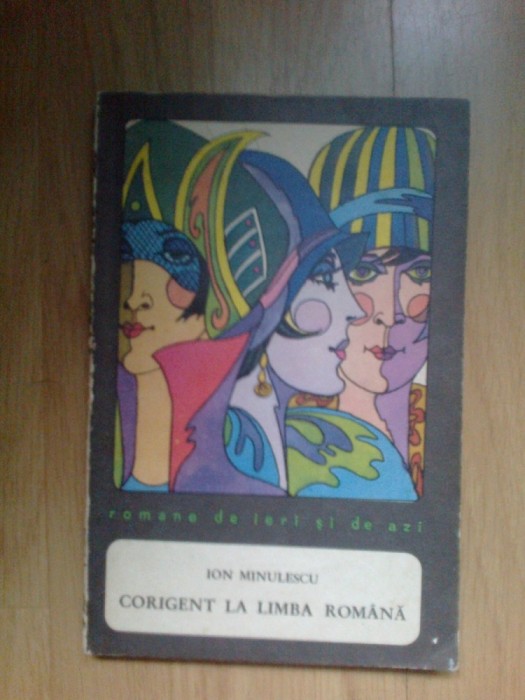 romane de ieri și de azi
ION MINULESCU
CORIGENT LA LIMBA ROMÂNĂ